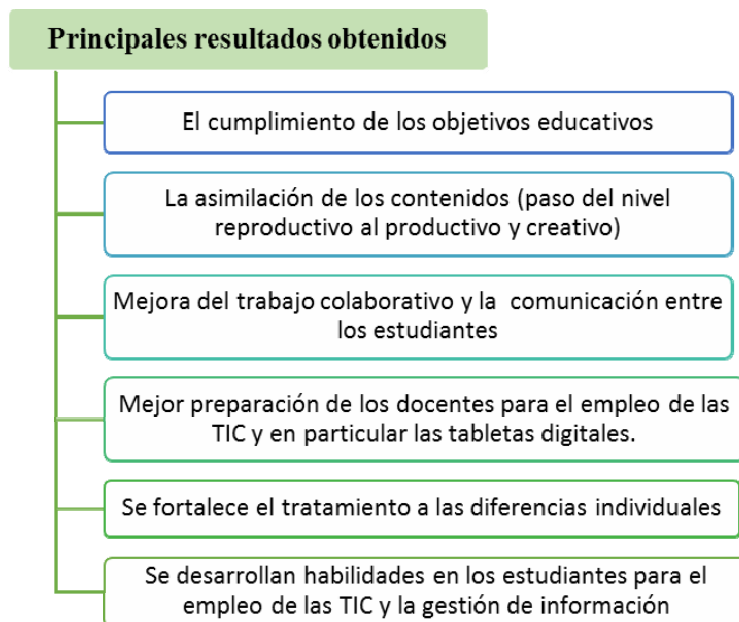 Principales resultados obtenidos
El cumplimiento de los objetivos educativos
La asimilación de los contenidos (paso del nivel
reproductivo al productivo y creativo)
Mejora del trabajo colaborativo y la comunicación entre
los estudiantes
Mejor preparación de los docentes para el empleo de las
TIC y en particular las tabletas digitales.
Se fortalece el tratamiento a las diferencias individuales
Se desarrollan habilidades en los estudiantes para el
empleo de las TIC y la gestión de información